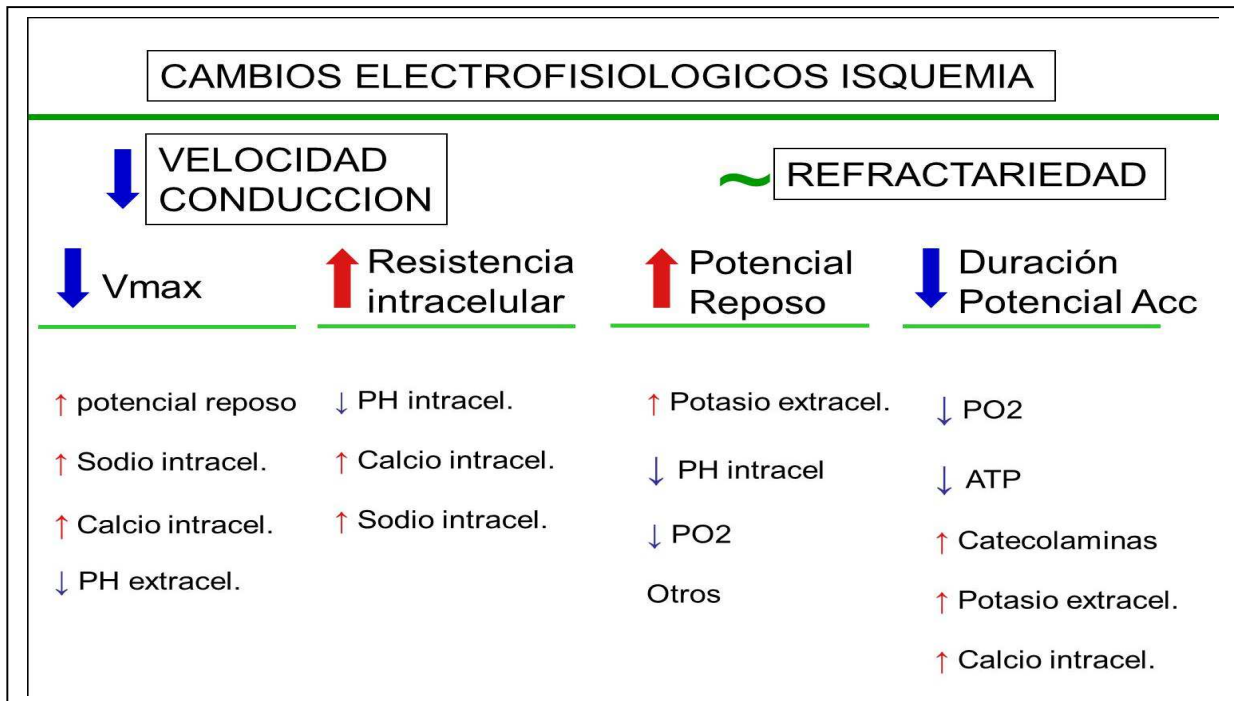 CAMBIOS ELECTROFISIOLOGICOS ISQUEMIA
VELOCIDAD
CONDUCCION
~ REFRACTARIEDAD
Vmax
Resistencia
intracelular
Potencial
Reposo
Duración
Potencial Acc
↑ potencial reposo
↑ Sodio intracel.
↑ Calcio intracel.
↓ PH extracel.
↓ PH intracel.
↑ Calcio intracel.
↑ Sodio intracel.
↑ Potasio extracel.
↓ PH intracel
↓ PO2
Otros
↓ PO2
↓ ATP
↑ Catecolaminas
↑ Potasio extracel.
↑ Calcio intracel.